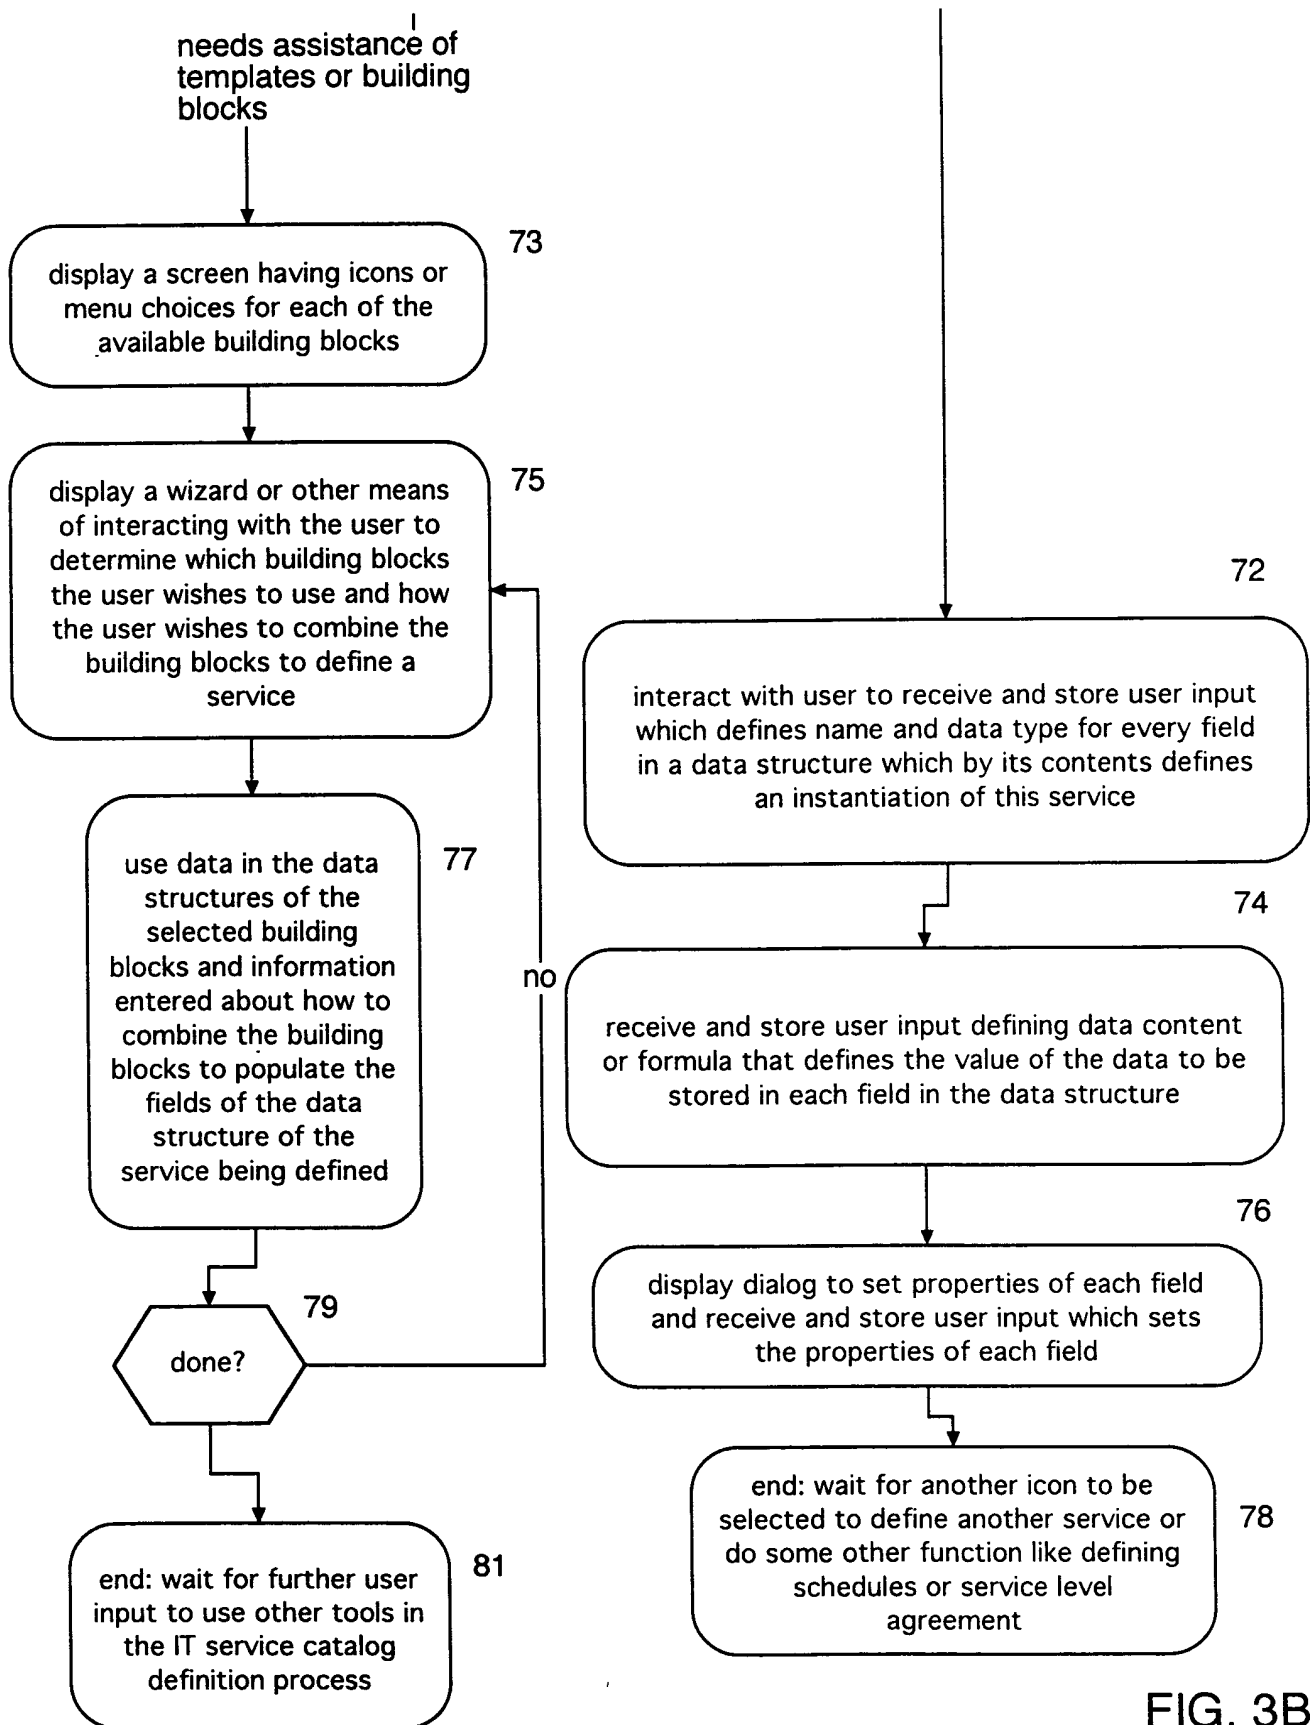 needs assistance of
templates or building
blocks
73
display a screen having icons or
menu choices for each of the
available building blocks
75
display a wizard or other means
of interacting with the user to
determine which building blocks
the user wishes to use and how
the user wishes to combine the
building blocks to define a
service
77
use data in the data
structures of the
selected building
blocks and information
entered about how to
combine the building
blocks to populate the
fields of the data
structure of the
service being defined
no
79
done?
81
end: wait for further user
input to use other tools in
the IT service catalog
definition process
72
interact with user to receive and store user input
which defines name and data type for every field
in a data structure which by its contents defines
an instantiation of this service
74
receive and store user input defining data content
or formula that defines the value of the data to be
stored in each field in the data structure
76
display dialog to set properties of each field
and receive and store user input which sets
the properties of each field
78
end: wait for another icon to be
selected to define another service or
do some other function like defining
schedules or service level
agreement
FIG. 3B